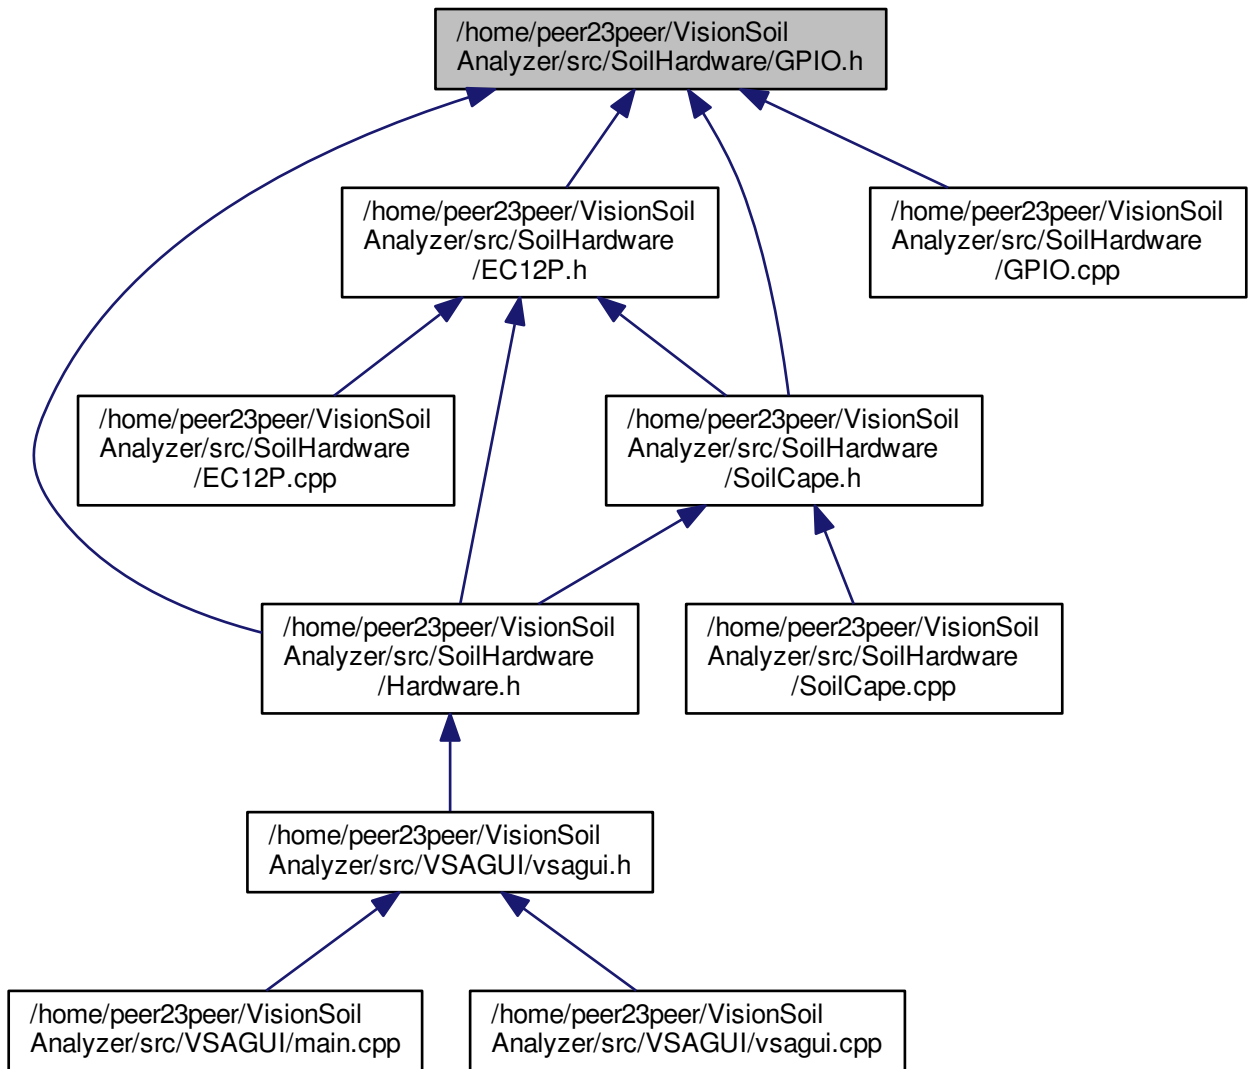 /home/peer23peer/VisionSoil
Analyzer/src/SoilHardware/GPIO.h
/home/peer23peer/VisionSoil
Analyzer/src/SoilHardware
/EC12P.h
/home/peer23peer/VisionSoil
Analyzer/src/SoilHardware
/GPIO.cpp
/home/peer23peer/VisionSoil
Analyzer/src/SoilHardware
/EC12P.cpp
/home/peer23peer/VisionSoil
Analyzer/src/SoilHardware
/SoilCape.h
/home/peer23peer/VisionSoil
Analyzer/src/SoilHardware
/Hardware.h
/home/peer23peer/VisionSoil
Analyzer/src/SoilHardware
/SoilCape.cpp
/home/peer23peer/VisionSoil
Analyzer/src/VSAGUI/vsagui.h
/home/peer23peer/VisionSoil
Analyzer/src/VSAGUI/main.cpp
/home/peer23peer/VisionSoil
Analyzer/src/VSAGUI/vsagui.cpp